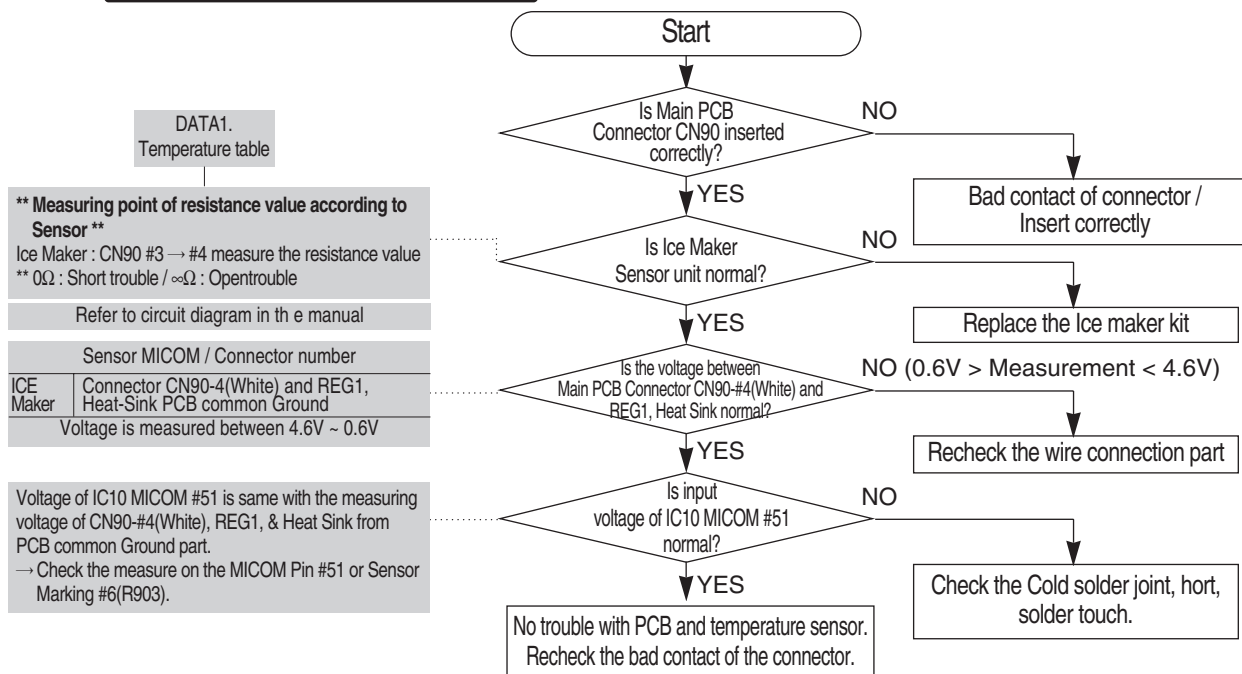 Start
Is Main PCB
Connector CN90 inserted
correctly?
NO
Bad contact of connector /
Insert correctly
YES
DATA1.
Temperature table
** Measuring point of resistance value according to
Sensor **
Ice Maker : CN90 #3 → #4 measure the resistance value
** 0Ω : Short trouble / ∞Ω : Opentrouble
Refer to circuit diagram in th e manual
Is Ice Maker
Sensor unit normal?
NO
Replace the Ice maker kit
YES
Sensor MICOM / Connector number
ICE
Maker
Connector CN90-4(White) and REG1,
Heat-Sink PCB common Ground
Voltage is measured between 4.6V ~ 0.6V
Is the voltage between
Main PCB Connector CN90-#4(White) and
REG1, Heat Sink normal?
NO (0.6V > Measurement < 4.6V)
Recheck the wire connection part
YES
Voltage of IC10 MICOM #51 is same with the measuring
voltage of CN90-#4(White), REG1, & Heat Sink from
PCB common Ground part.
→ Check the measure on the MICOM Pin #51 or Sensor
Marking #6(R903).
Is input
voltage of IC10 MICOM #51
normal?
NO
Check the Cold solder joint, hort,
solder touch.
YES
No trouble with PCB and temperature sensor.
Recheck the bad contact of the connector.